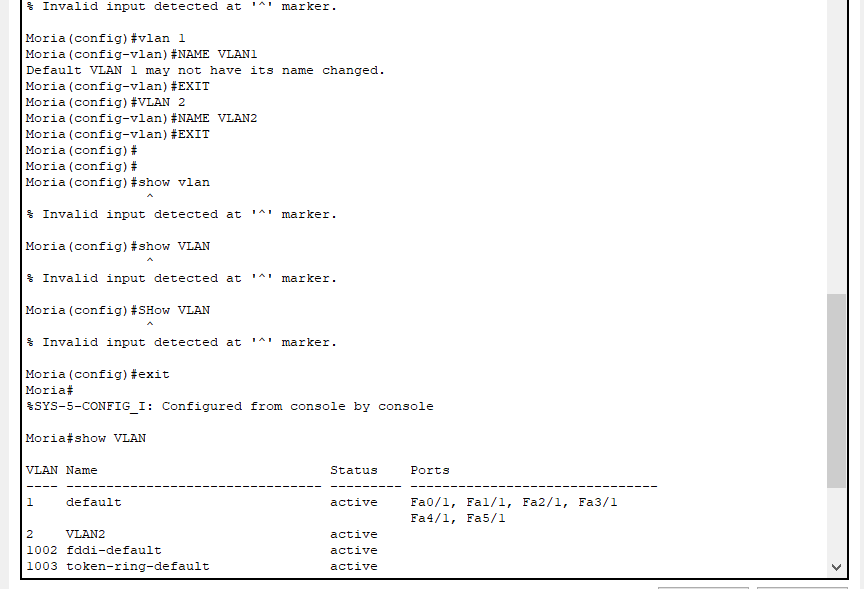 % Invalid input detected at '^' marker.
Moria(config)#vlan 1
Moria(config-vlan)#NAME VLAN1
Default VLAN 1 may not have its name changed.
Moria(config-vlan)#EXIT
Moria(config)#VLAN 2
Moria(config-vlan)#NAME VLAN2
Moria(config-vlan)#EXIT
Moria(config)#
Moria(config)#
Moria(config)#show vlan
^
% Invalid input detected at '^' marker.
Moria(config)#show VLAN
^
% Invalid input detected at '^' marker.
Moria(config)#SHow VLAN
^
% Invalid input detected at '^' marker.
Moria(config)#exit
Moria#
%SYS-5-CONFIG_I: Configured from console by console
Moria#show VLAN
VLAN Name                             Status    Ports
---- -------------------------------- --------- -------------------------------
1    default                          active    Fa0/1, Fa1/1, Fa2/1, Fa3/1
                                                Fa4/1, Fa5/1
2    VLAN2                            active
1002 fddi-default                     active
1003 token-ring-default               active